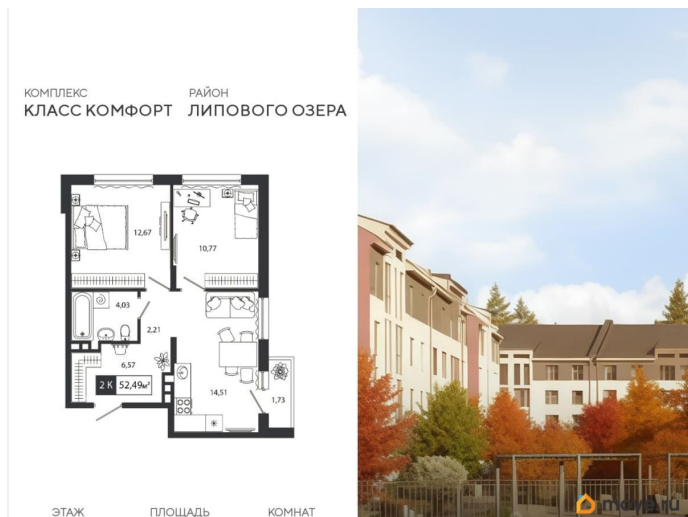 КОМПЛЕКС
РАЙОН
КЛАСС КОМФОРТ
ЛИПОВОГО ОЗЕРА
12,67
10,77
4,03
2,21
6,57
2 К 52,49м²
14,51
1,73
ЭТАЖ
ПЛОЩАДЬ
КОМНАТ
move.ru